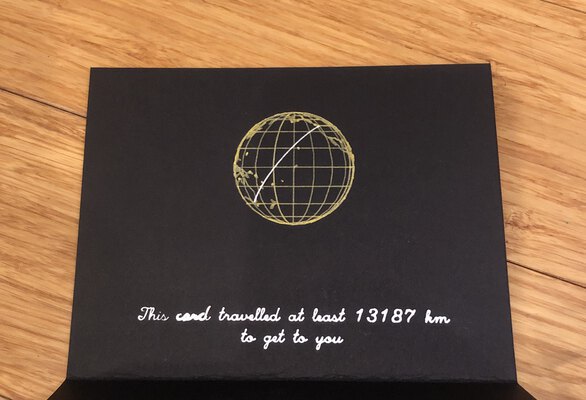 This card travelled at least 13187 km
to get to you